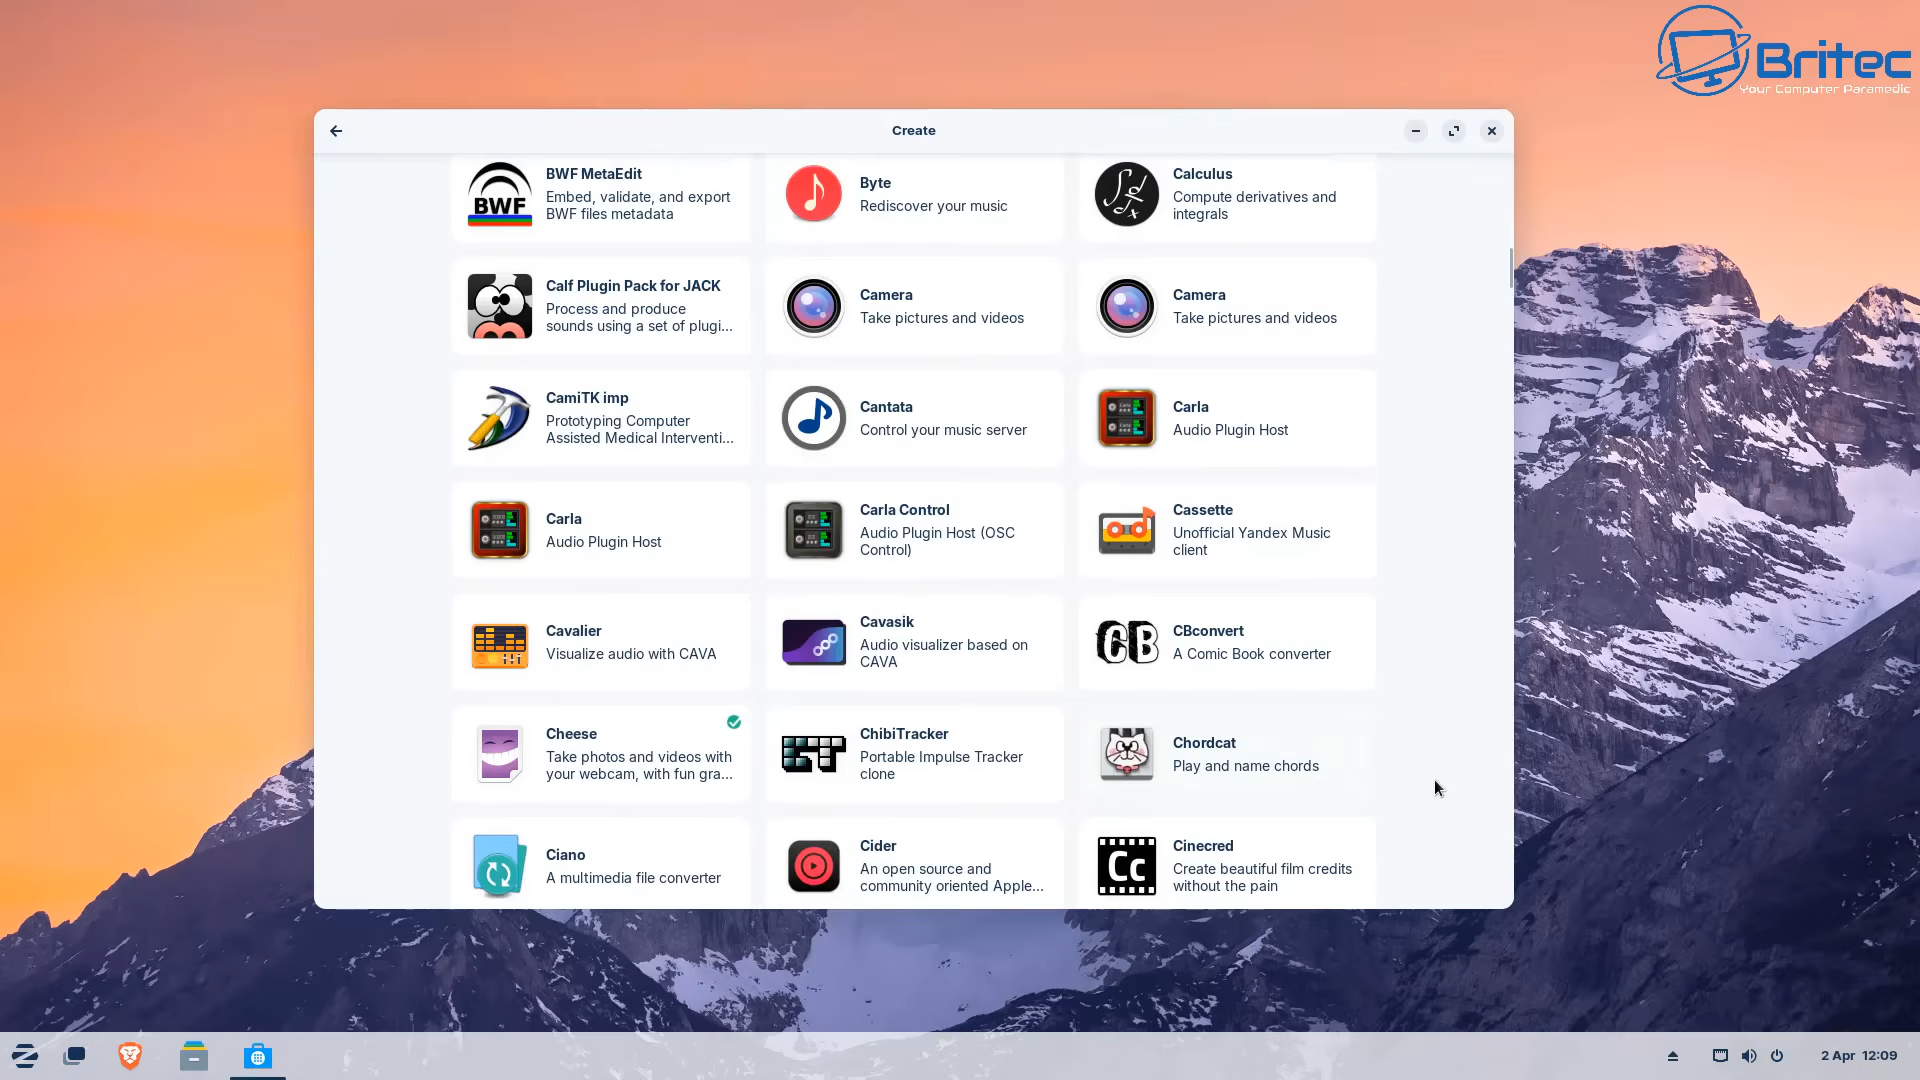 Britec
Your Computer Paramedic
Create
BWF MetaEdit
Embed, validate, and export
BWF files metadata
BWF
Byte
Rediscover your music
Calculus
Compute derivatives and
integrals
Calf Plugin Pack for JACK
Process and produce
sounds using a set of plugi...
Camera
Take pictures and videos
Camera
Take pictures and videos
CamiTK imp
Prototyping Computer
Assisted Medical Interventi...
Cantata
Control your music server
Carla
Audio Plugin Host
Carla
Audio Plugin Host
Carla Control
Audio Plugin Host (OSC
Control)
Cassette
Unofficial Yandex Music
client
Cavalier
Visualize audio with CAVA
Cavasik
Audio visualizer based on
CAVA
CB
CBconvert
A Comic Book converter
Cheese
Take photos and videos with
your webcam, with fun gra...
ChibiTracker
Portable Impulse Tracker
clone
Chordcat
Play and name chords
Ciano
A multimedia file converter
Cider
An open source and
community oriented Apple...
Cc
Cinecred
Create beautiful film credits
without the pain
2 Apr 12:09